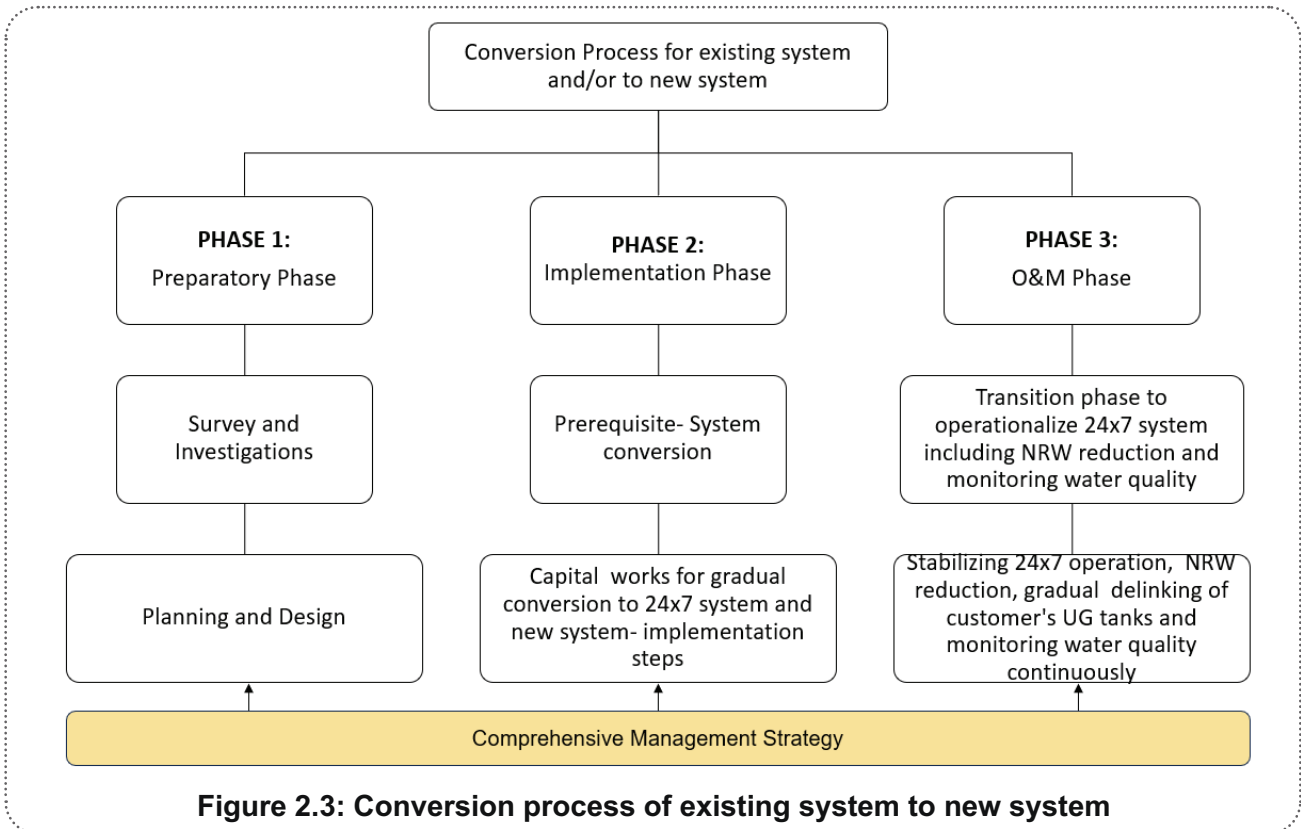 Conversion Process for existing system
and/or to new system
PHASE 1:
Preparatory Phase
PHASE 2:
Implementation Phase
PHASE 3:
O&M Phase
Survey and
Investigations
Prerequisite- System
conversion
Transition phase to
operationalize 24x7 system
including NRW reduction and
monitoring water quality
Planning and Design
Capital works for gradual
conversion to 24x7 system and
new system- implementation
steps
Stabilizing 24x7 operation, NRW
reduction, gradual delinking of
customer's UG tanks and
monitoring water quality
continuously
Comprehensive Management Strategy
Figure 2.3: Conversion process of existing system to new system